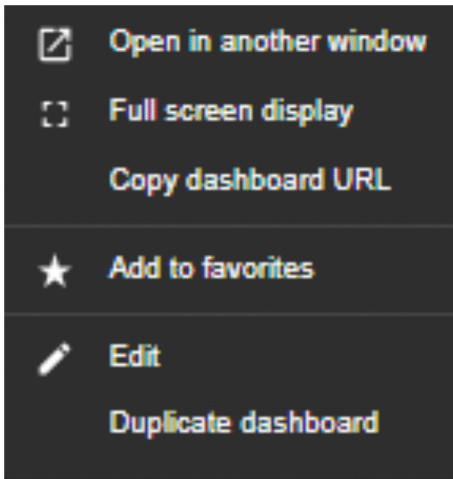 Open in another window
Full screen display
Copy dashboard URL
Add to favorites
Edit
Duplicate dashboard